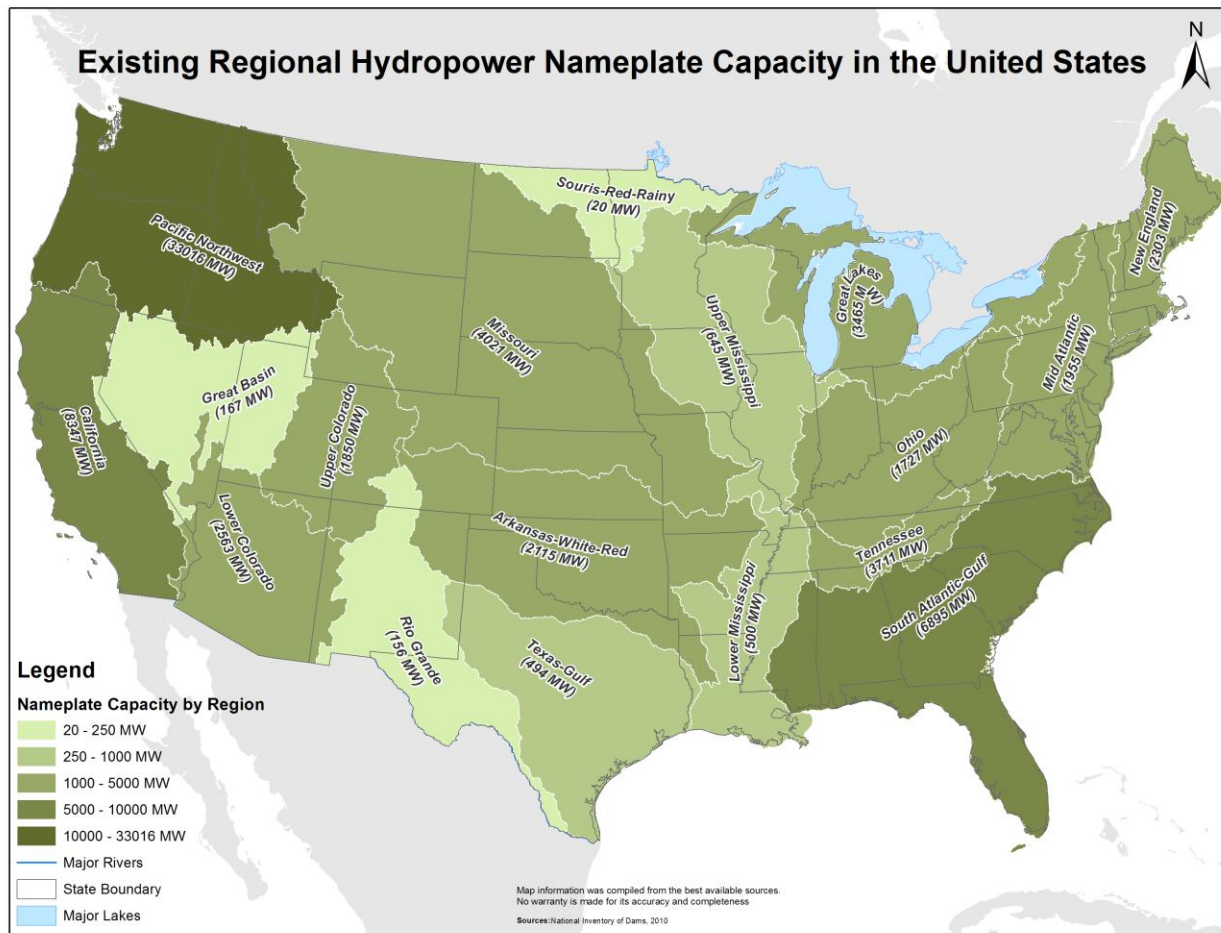 Existing Regional Hydropower Nameplate Capacity in the United States
N
Souris-Red-Rainy
(20 MW)
Pacific Northwest
(33016 MW)
Great Lakes
(3465 MW)
New England
(2303 MW)
Missouri
(4021 MW)
Upper Mississippi
(645 MW)
Mid Atlantic
(1955 MW)
Great Basin
(167 MW)
California
(8347 MW)
Upper Colorado
(1850 MW)
Ohio
(1727 MW)
Lower Colorado
(2563 MW)
Arkansas-White-Red
(2115 MW)
Tennessee
(3711 MW)
Lower Mississippi
(500 MW)
South Atlantic-Gulf
(6895 MW)
Rio Grande
(156 MW)
Texas-Gulf
(494 MW)
Legend
Nameplate Capacity by Region
20 - 250 MW
250 - 1000 MW
1000 - 5000 MW
5000 - 10000 MW
10000 - 33016 MW
Major Rivers
State Boundary
Major Lakes
Map information was compiled from the best available sources.
No warranty is made for its accuracy and completeness
Sources:National Inventory of Dams, 2010